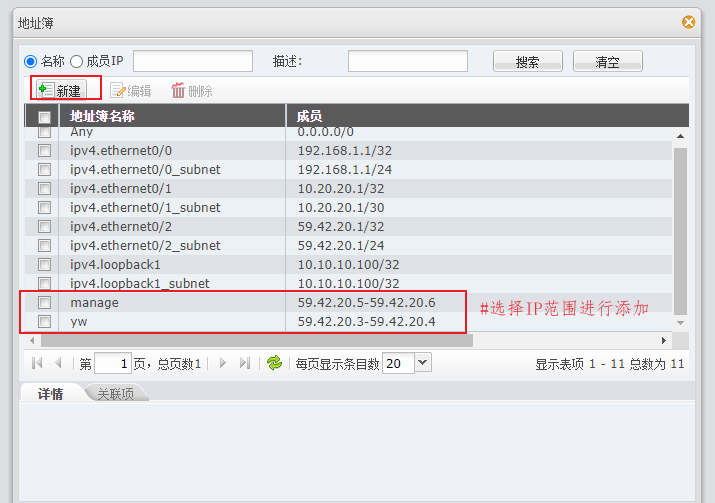 地址簿
名称 成员IP 描述： 搜索 清空
新建 编辑 删除
地址簿名称 成员
Any 0.0.0.0/0
ipv4.ethernet0/0 192.168.1.1/32
ipv4.ethernet0/0_subnet 192.168.1.1/24
ipv4.ethernet0/1 10.20.20.1/32
ipv4.ethernet0/1_subnet 10.20.20.1/30
ipv4.ethernet0/2 59.42.20.1/32
ipv4.ethernet0/2_subnet 59.42.20.1/24
ipv4.loopback1 10.10.10.100/32
ipv4.loopback1_subnet 10.10.10.100/32
manage 59.42.20.5-59.42.20.6 #选择IP范围进行添加
yw 59.42.20.3-59.42.20.4
第 1 页，总页数1 每页显示条目数 20 显示表项 1 - 11 总数为 11
详情 关联项